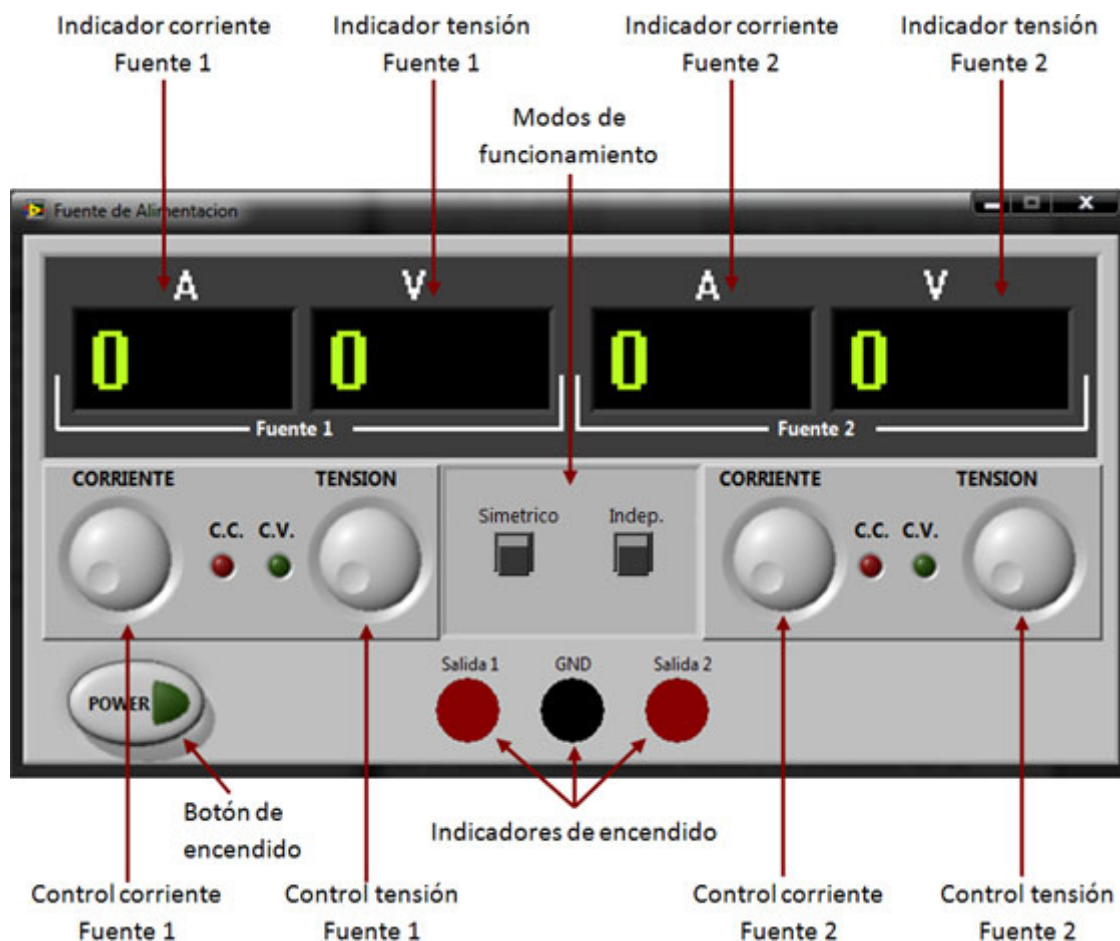 Indicador corriente Indicador tensión Indicador corriente Indicador tensión
Fuente 1 Fuente 1 Fuente 2 Fuente 2
Modos de
funcionamiento
Fuente de Alimentacion
A V A V
0 0 0 0
Fuente 1 Fuente 2
CORRIENTE TENSION CORRIENTE TENSION
Simetrico Indep.
C.C. C.V. C.C. C.V.
Salida 1 GND Salida 2
POWER
Botón de
encendido
Indicadores de encendido
Control corriente Control tensión Control corriente Control tensión
Fuente 1 Fuente 1 Fuente 2 Fuente 2